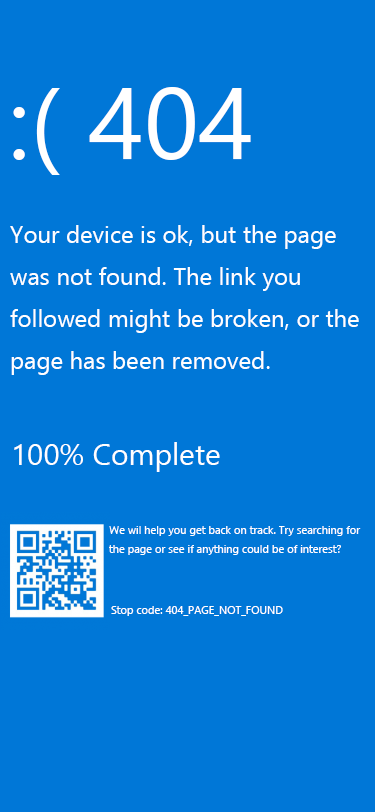 :( 404
Your device is ok, but the page
was not found. The link you
followed might be broken, or the
page has been removed.
100% Complete
We wil help you get back on track. Try searching for
the page or see if anything could be of interest?
Stop code: 404_PAGE_NOT_FOUND